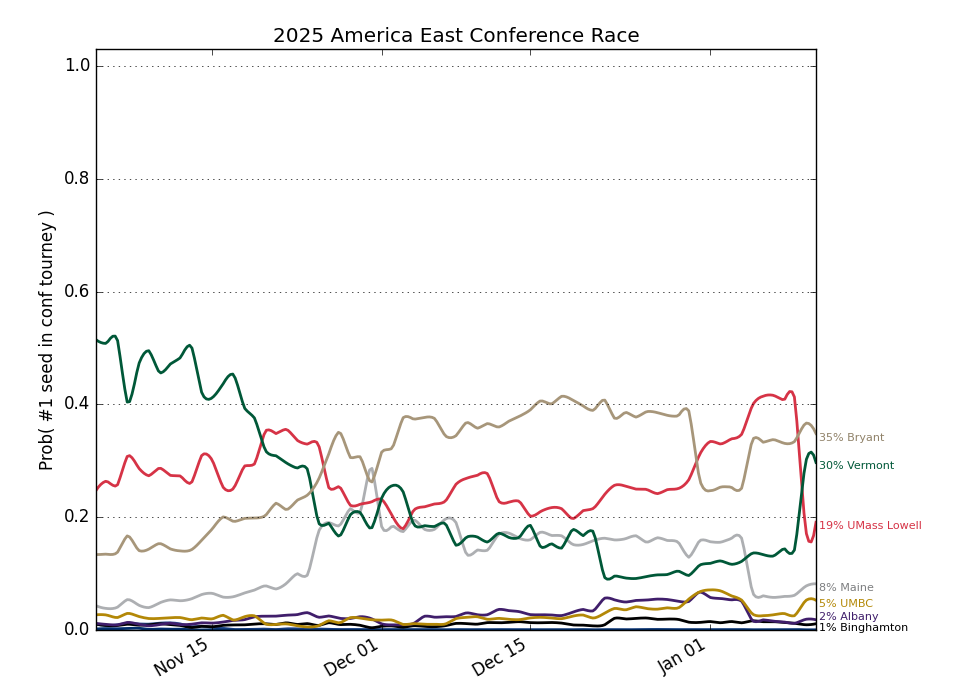 2025 America East Conference Race
Prob( #1 seed in conf tourney )
1.0
0.8
0.6
0.4
0.2
0.0
Nov 15
Dec 01
Dec 15
Jan 01
35% Bryant
30% Vermont
19% UMass Lowell
8% Maine
5% UMBC
2% Albany
1% Binghamton